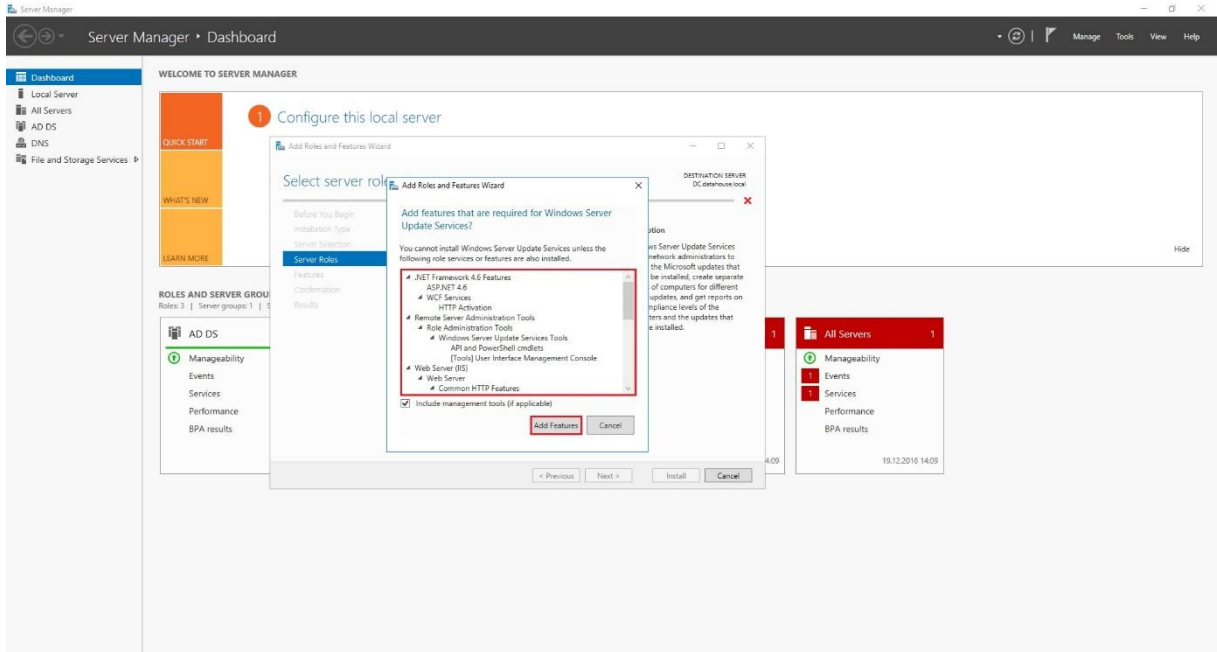 Server Manager
Server Manager • Dashboard
Manage Tools View Help
Dashboard
Local Server
All Servers
AD DS
DNS
File and Storage Services
WELCOME TO SERVER MANAGER
QUICK START
WHAT'S NEW
LEARN MORE
1 Configure this local server
Hide
ROLES AND SERVER GROU
Roles: 3 | Server groups: 1 | S
AD DS
Manageability
Events
Services
Performance
BPA results
Add Roles and Features Wizard
Select server role
DESTINATION SERVER
DC.datahouse.local
Before You Begin
Installation Type
Server Selection
Server Roles
Features
Confirmation
Results
Add Roles and Features Wizard
Add features that are required for Windows Server
Update Services?
You cannot install Windows Server Update Services unless the
following role services or features are also installed.
.NET Framework 4.6 Features
ASP.NET 4.6
WCF Services
HTTP Activation
Remote Server Administration Tools
Role Administration Tools
Windows Server Update Services Tools
API and PowerShell cmdlets
[Tools] User Interface Management Console
Web Server (IIS)
Web Server
Common HTTP Features
Include management tools (if applicable)
Add Features Cancel
ption
ws Server Update Services
network administrators to
the Microsoft updates that
be installed, create separate
of computers for different
updates, and get reports on
mpliance levels of the
ters and the updates that
e installed.
< Previous Next > Install Cancel
1
4:09
All Servers 1
Manageability
1 Events
1 Services
Performance
BPA results
19.12.2016 14:09